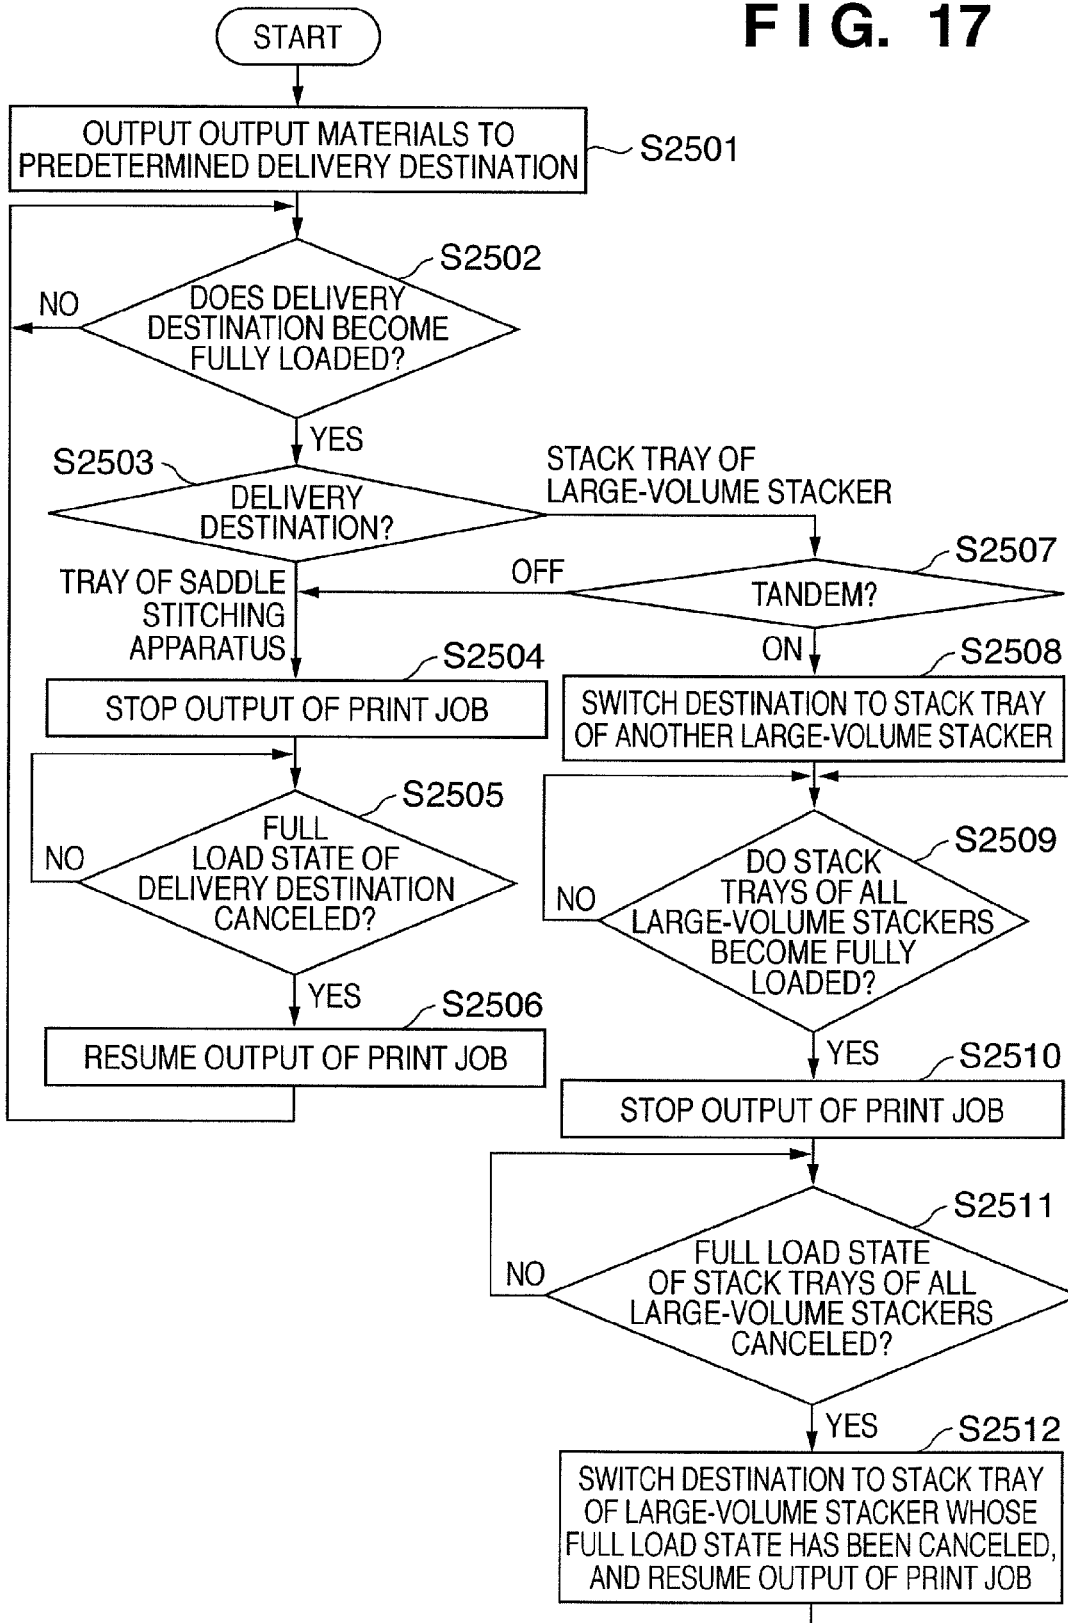 FIG. 17
START
OUTPUT OUTPUT MATERIALS TO
PREDETERMINED DELIVERY DESTINATION
S2501
S2502
NO
DOES DELIVERY
DESTINATION BECOME
FULLY LOADED?
YES
S2503
DELIVERY
DESTINATION?
STACK TRAY OF
LARGE-VOLUME STACKER
TRAY OF SADDLE
STITCHING
APPARATUS
OFF
S2507
TANDEM?
ON
S2504
STOP OUTPUT OF PRINT JOB
S2508
SWITCH DESTINATION TO STACK TRAY
OF ANOTHER LARGE-VOLUME STACKER
S2505
NO
FULL
LOAD STATE OF
DELIVERY DESTINATION
CANCELED?
YES
S2506
RESUME OUTPUT OF PRINT JOB
S2509
NO
DO STACK
TRAYS OF ALL
LARGE-VOLUME STACKERS
BECOME FULLY
LOADED?
YES
S2510
STOP OUTPUT OF PRINT JOB
S2511
NO
FULL LOAD STATE
OF STACK TRAYS OF ALL
LARGE-VOLUME STACKERS
CANCELED?
YES
S2512
SWITCH DESTINATION TO STACK TRAY
OF LARGE-VOLUME STACKER WHOSE
FULL LOAD STATE HAS BEEN CANCELED,
AND RESUME OUTPUT OF PRINT JOB